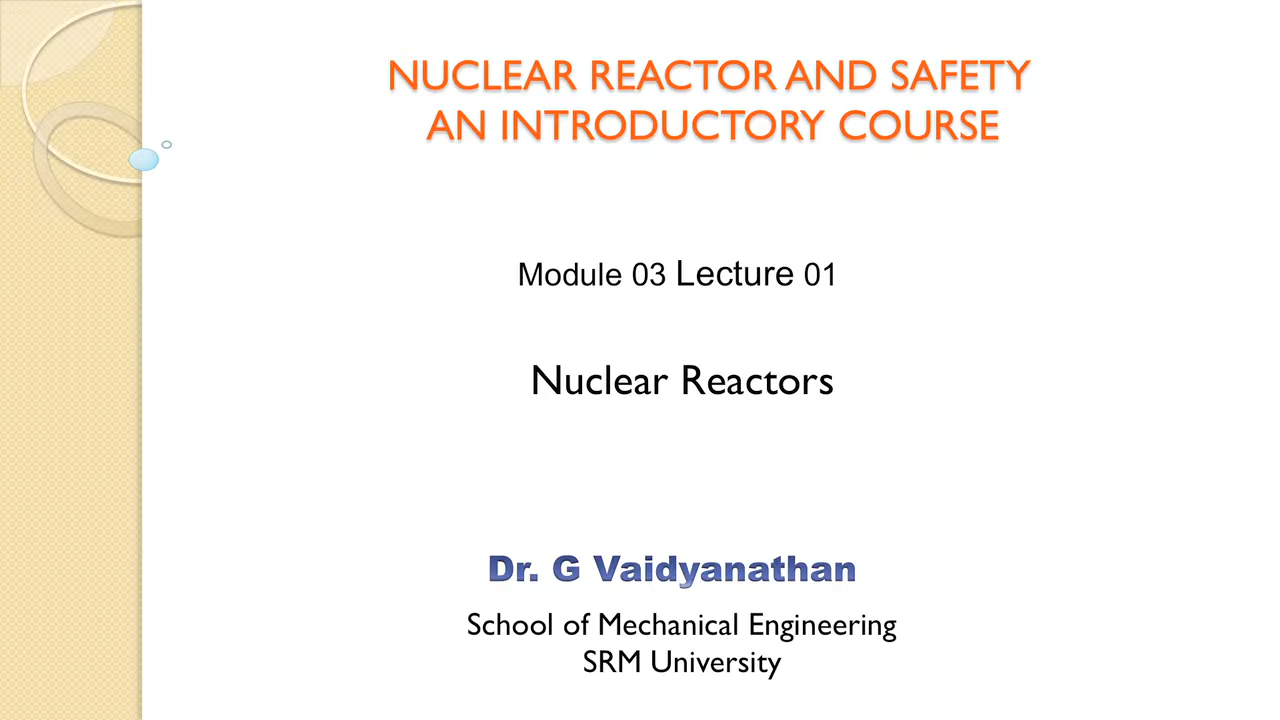 NUCLEAR REACTOR AND SAFETY
AN INTRODUCTORY COURSE
Module 03 Lecture 01
Nuclear Reactors
Dr. G Vaidyanathan
School of Mechanical Engineering
SRM University